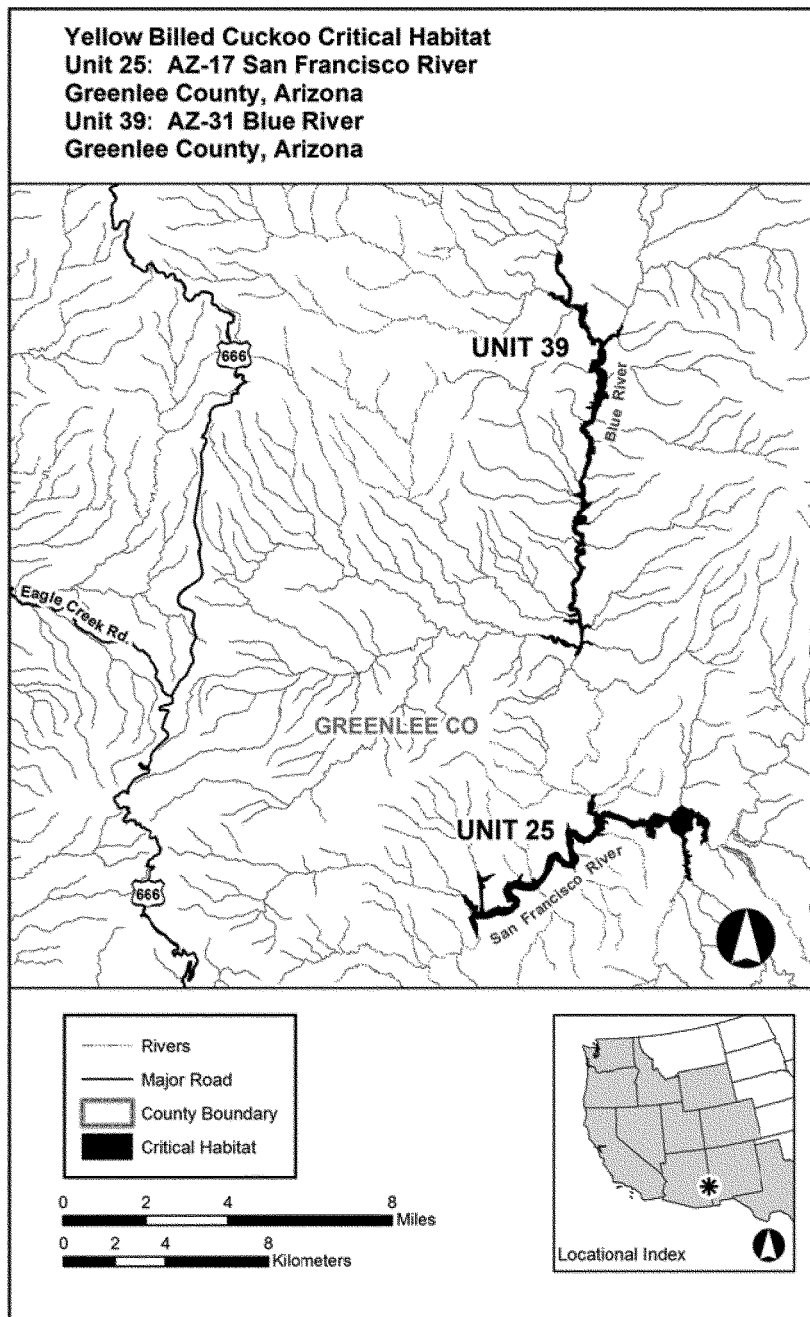 Yellow Billed Cuckoo Critical Habitat
Unit 25: AZ-17 San Francisco River
Greenlee County, Arizona
Unit 39: AZ-31 Blue River
Greenlee County, Arizona
666
UNIT 39
Blue River
Eagle Creek Rd.
GREENLEE CO
UNIT 25
San Francisco River
666
Rivers
Major Road
County Boundary
Critical Habitat
0 2 4 8
Miles
0 2 4 8
Kilometers
Locational Index